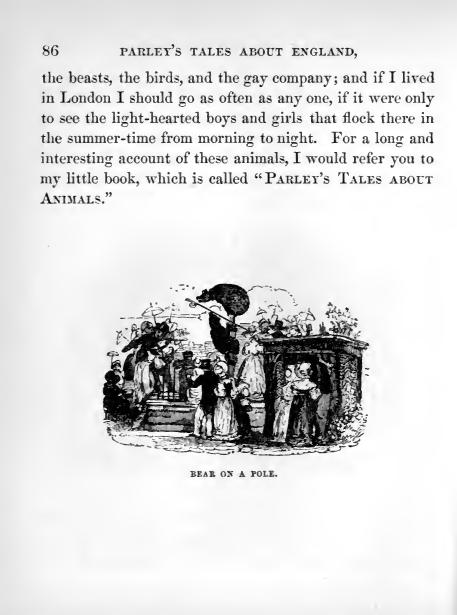 86 PARLEY'S TALES ABOUT ENGLAND,
the beasts, the birds, and the gay company; and if I lived
in London I should go as often as any one, if it were only
to see the light-hearted boys and girls that flock there in
the summer-time from morning to night. For a long and
interesting account of these animals, I would refer you to
my little book, which is called "PARLEY'S TALES ABOUT
ANIMALS."
BEAR ON A POLE.